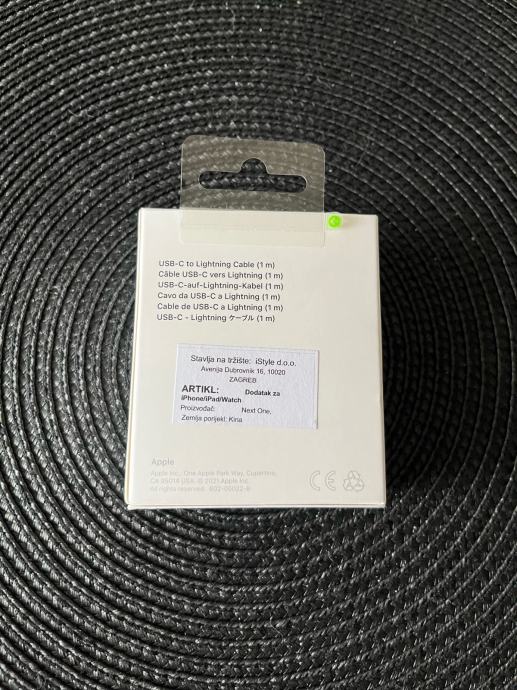 USB-C to Lightning Cable (1 m)
Câble USB-C vers Lightning (1 m)
USB-C-auf-Lightning-Kabel (1 m)
Cavo da USB-C a Lightning (1 m)
Cable de USB-C a Lightning (1 m)
USB-C - Lightning ケーブル (1 m)
Stavlja na tržište: iStyle d.o.o.
Avenija Dubrovnik 16, 10020
ZAGREB
ARTIKL: Dodatak za
iPhone/iPad/Watch
Proizvođač: Next One,
Zemlja porijekl: Kina
Apple
Apple Inc., One Apple Park Way, Cupertino,
CA 95014 USA. © 2021 Apple Inc.
All rights reserved.
CE